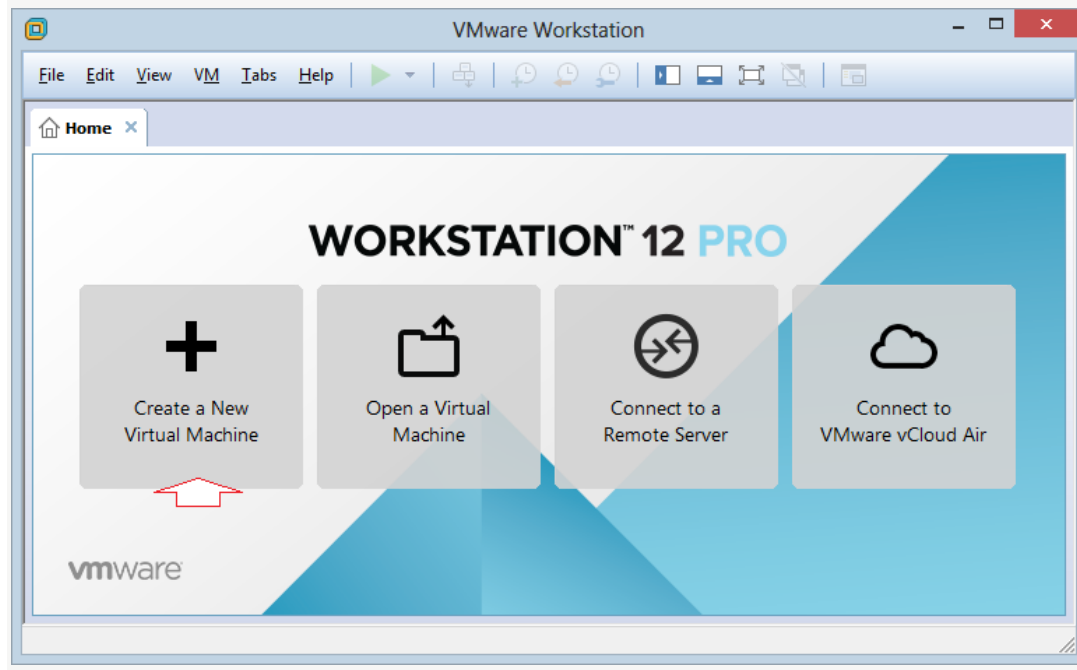 VMware Workstation
File Edit View VM Tabs Help
Home
WORKSTATION™ 12 PRO
Create a New
Virtual Machine
Open a Virtual
Machine
Connect to a
Remote Server
Connect to
VMware vCloud Air
vmware